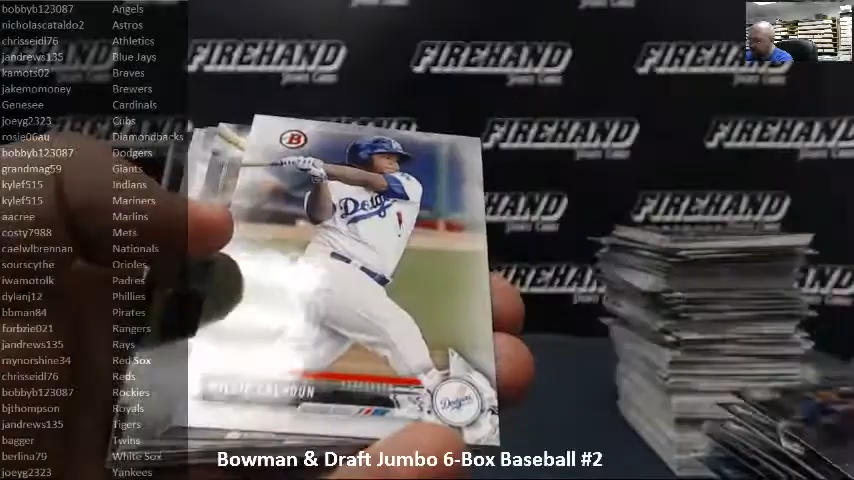 bobbyb123087 Angels
nicholascataldo2 Astros
chrisseidl76 Athletics
jandrews135 Blue Jays
kamots02 Braves
jakemomoney Brewers
Genesee Cardinals
joeyg2323 Cubs
rosie06au Diamondbacks
bobbyb123087 Dodgers
grandmag59 Giants
kylef515 Indians
kylef515 Mariners
aacree Marlins
costy7988 Mets
caelwlbrennan Nationals
sourscythe Orioles
iwamotolk Padres
dylanj12 Phillies
bbman84 Pirates
forbzie021 Rangers
jandrews135 Rays
raynorshine34 Red Sox
chrisseidl76 Reds
bobbyb123087 Rockies
bjthompson Royals
jandrews135 Tigers
bagger Twins
berlina79 White Sox
joeyg2323 Yankees
FIREHAND FIREHAND FIREHAND
FIREHAND FIREHAND
FIREHAND FIREHAND
FIREHAND
B
Dodgers
WILLIE CALHOUN
Dodgers
Bowman & Draft Jumbo 6-Box Baseball #2